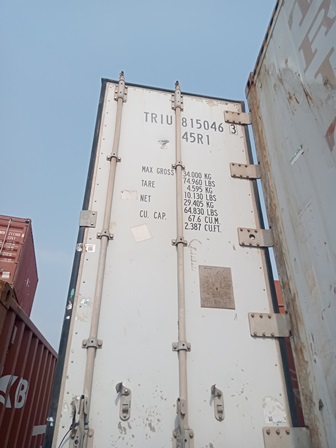 TRIU 815046 3
45R1
MAX GROSS 34.000 KG
74.960 LBS
TARE 4.595 KG
10.130 LBS
NET 29.405 KG
64.830 LBS
CU. CAP. 67.6 CU.M.
2.387 CU.FT.